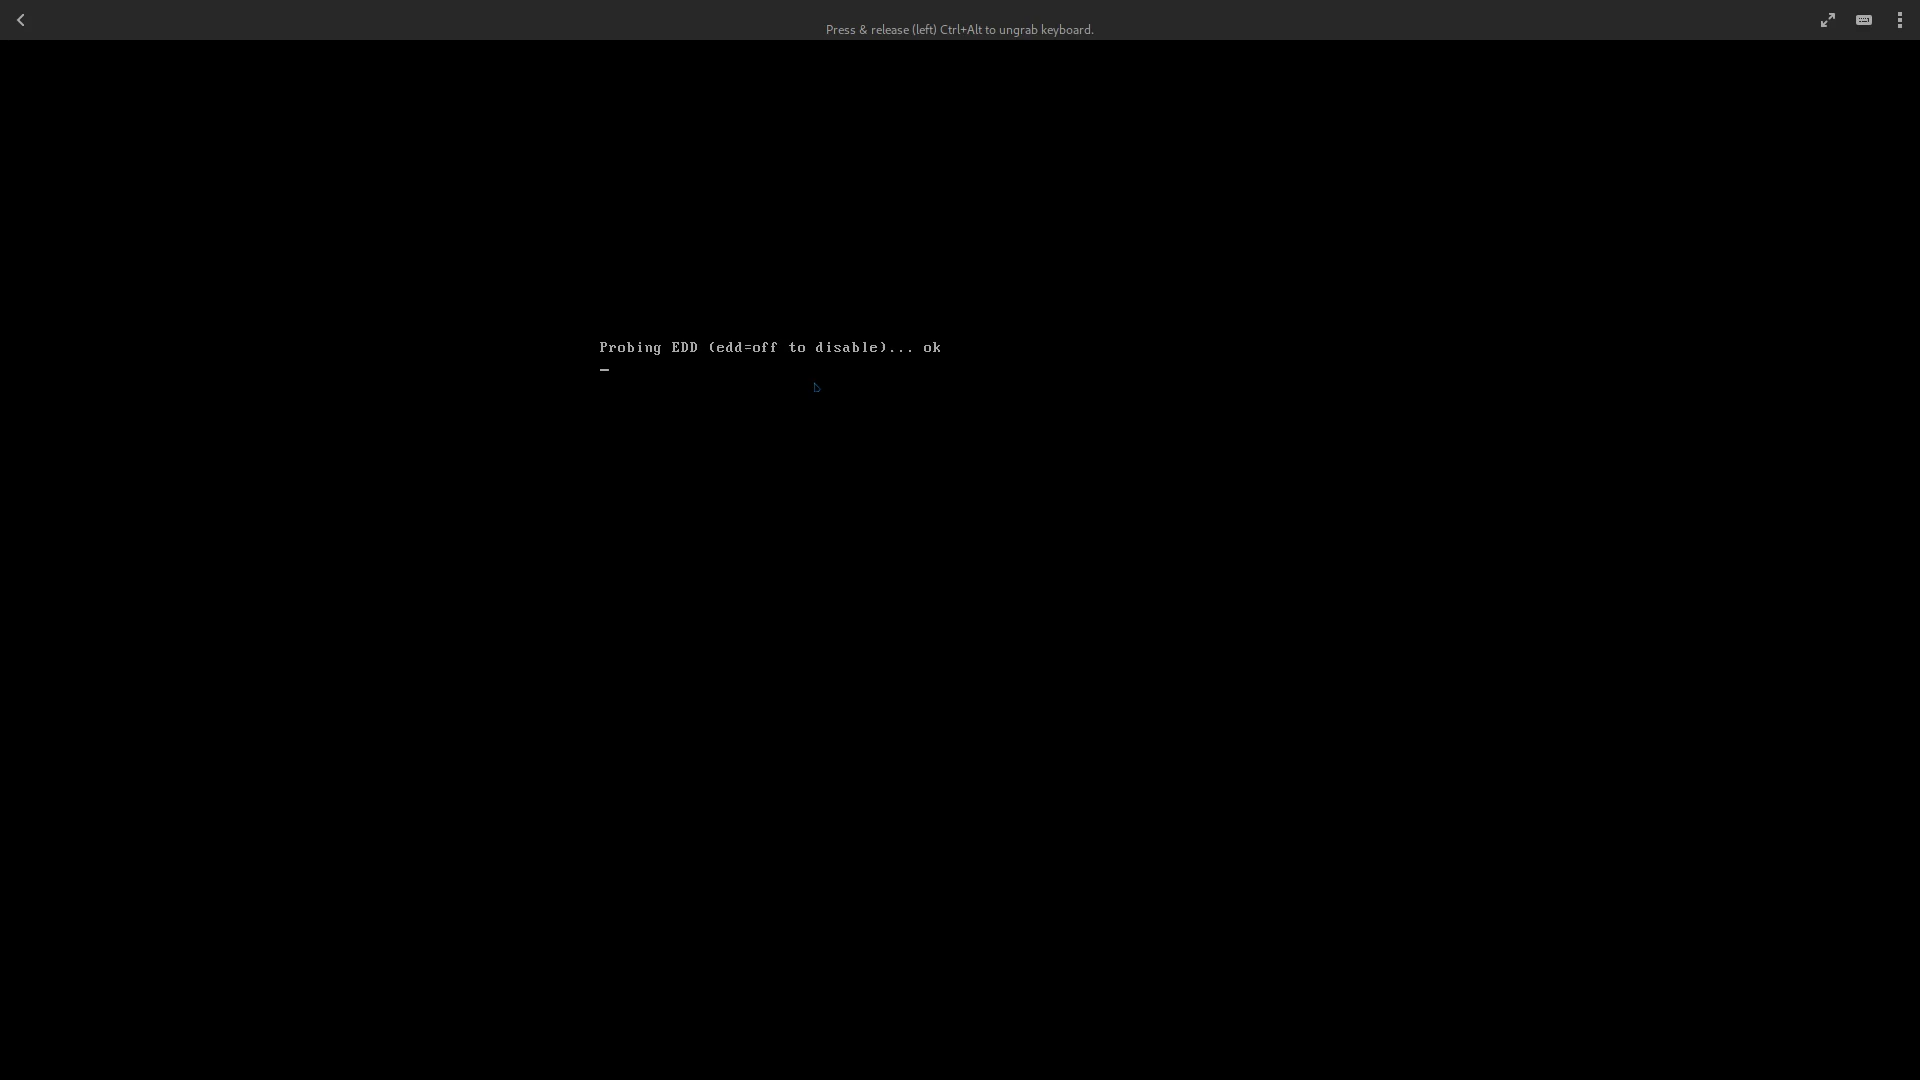 Press & release (left) Ctrl+Alt to ungrab keyboard.
Probing EDD (edd=off to disable)... ok
_